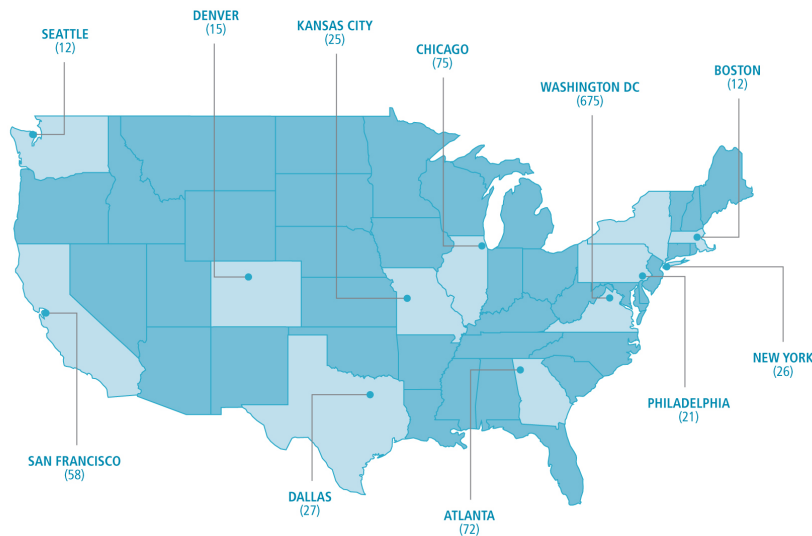 DENVER
(15)
KANSAS CITY
(25)
SEATTLE
(12)
CHICAGO
(75)
BOSTON
(12)
WASHINGTON DC
(675)
NEW YORK
(26)
PHILADELPHIA
(21)
SAN FRANCISCO
(58)
DALLAS
(27)
ATLANTA
(72)